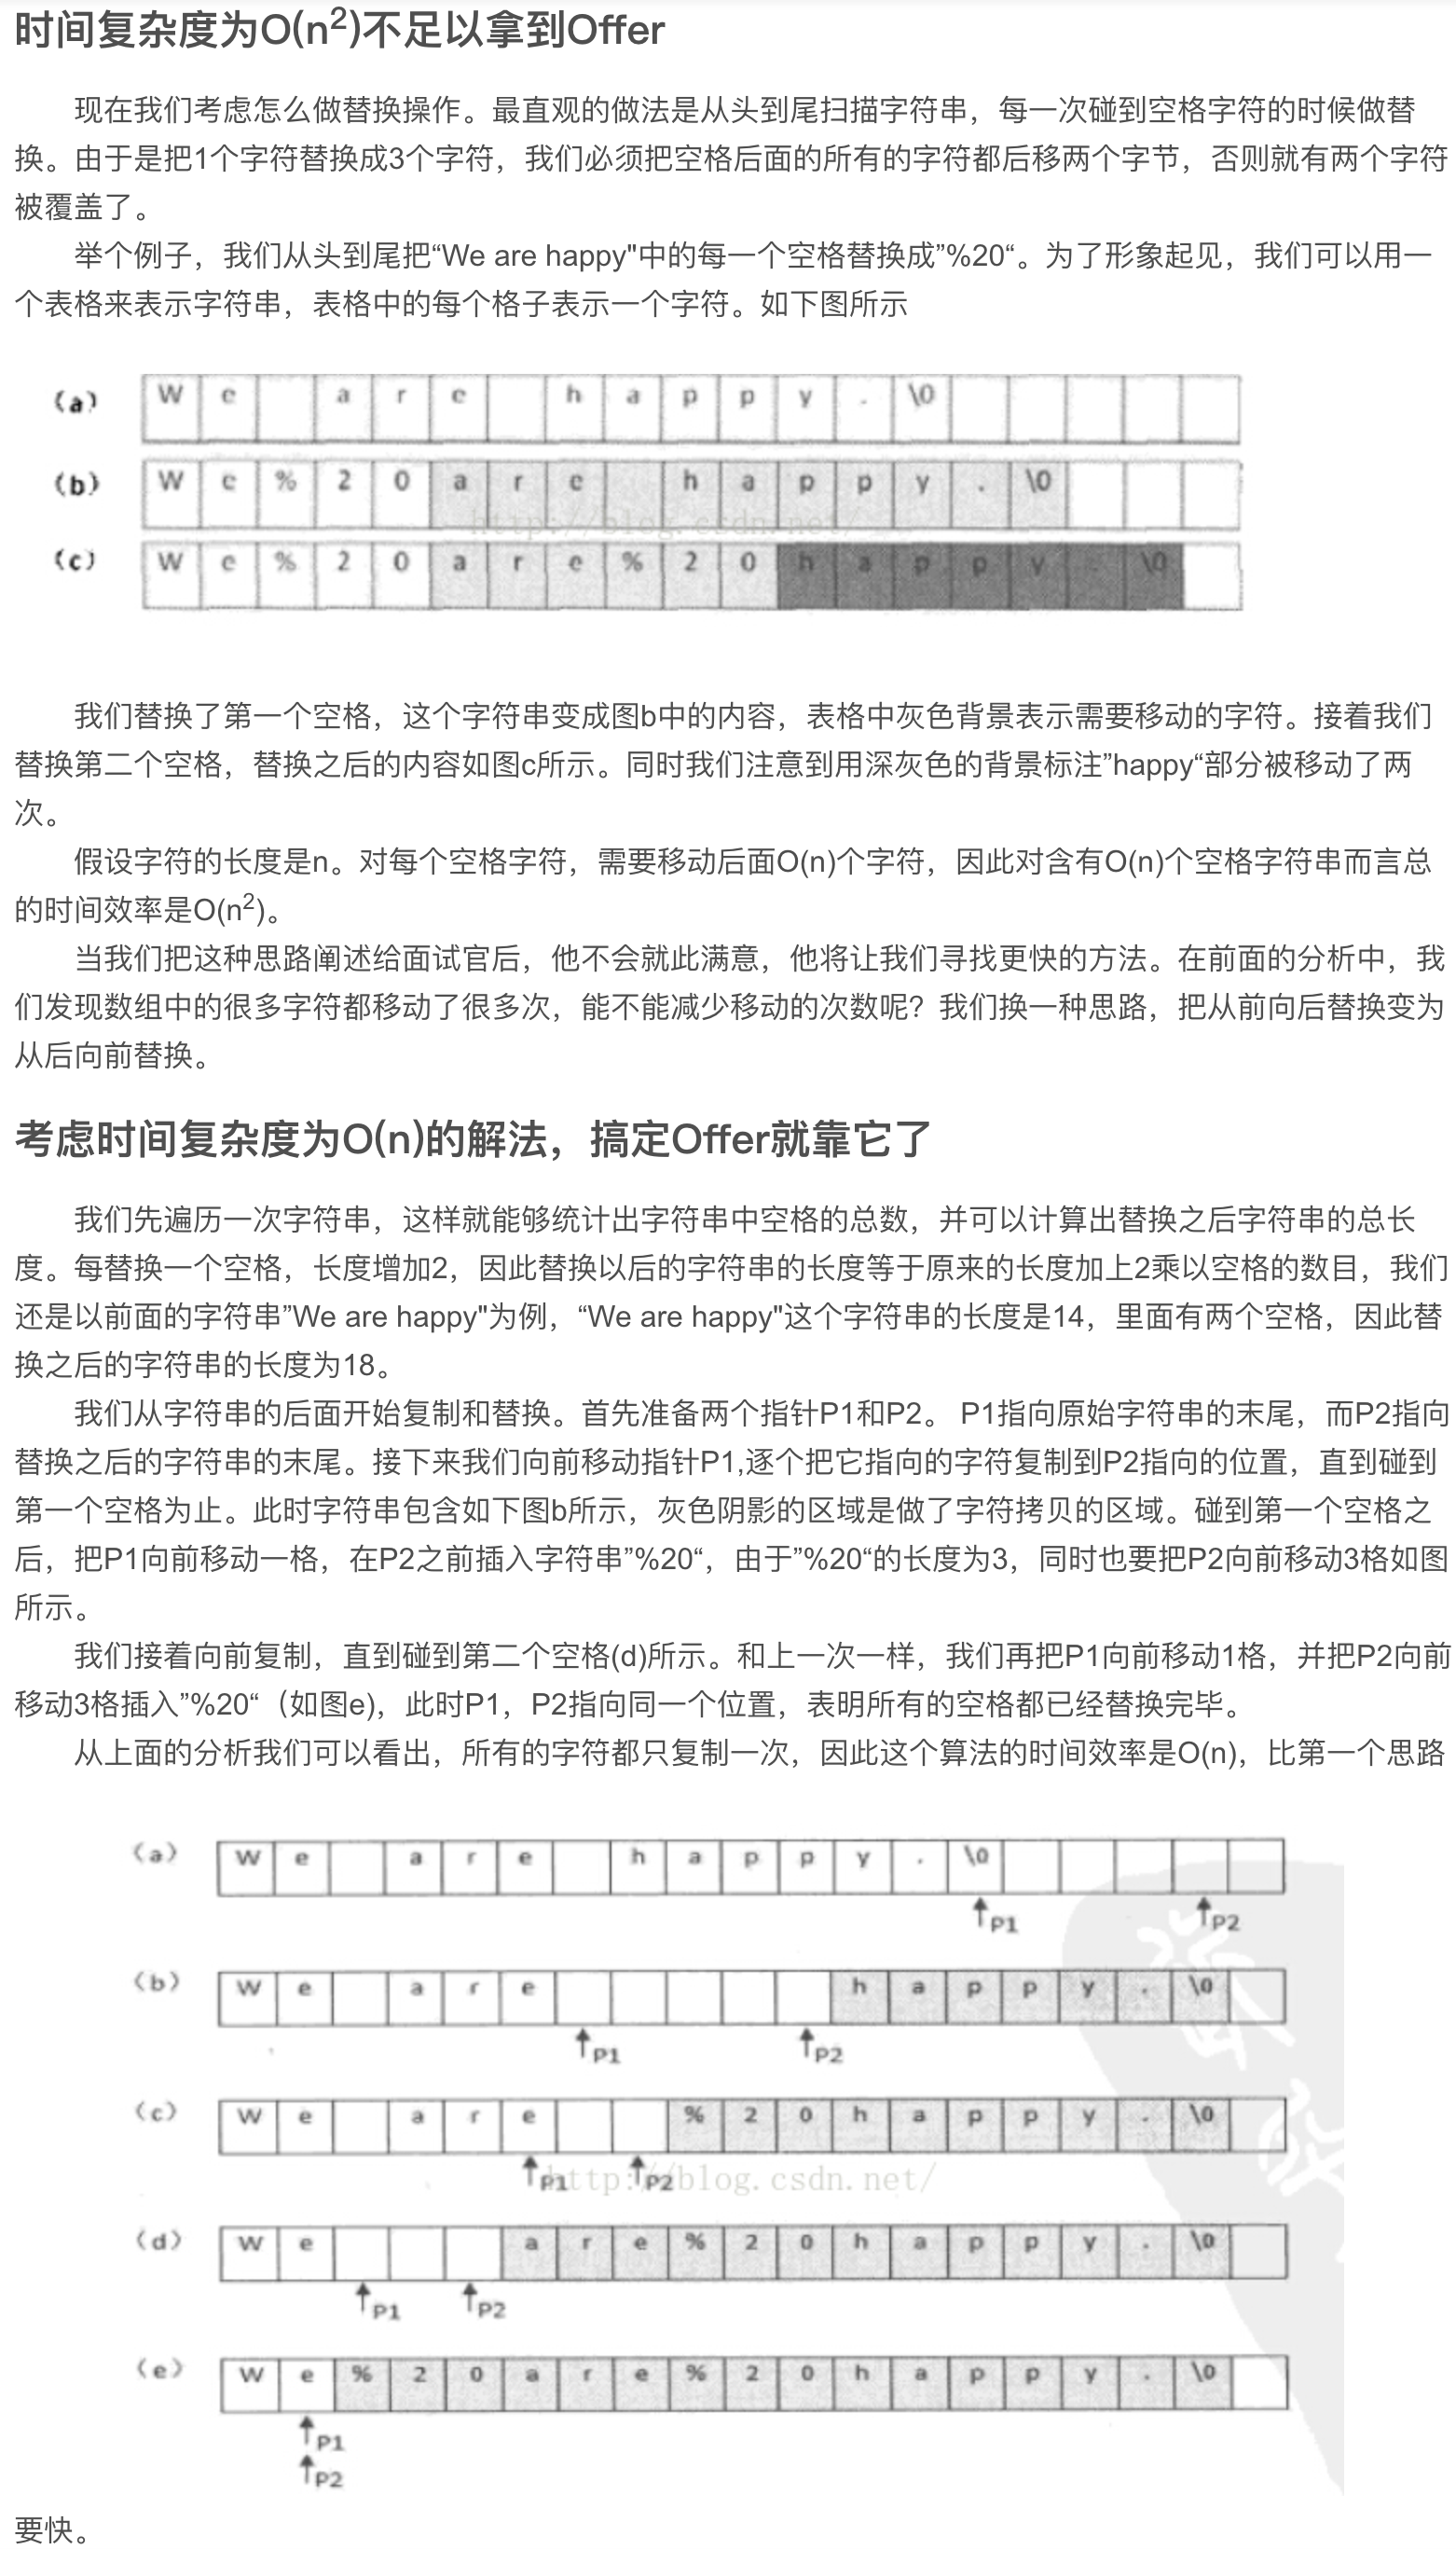 时间复杂度为O(n²)不足以拿到Offer
现在我们考虑怎么做替换操作。最直观的做法是从头到尾扫描字符串，每一次碰到空格字符的时候做替
换。由于是把1个字符替换成3个字符，我们必须把空格后面的所有的字符都后移两个字节，否则就有两个字符
被覆盖了。
举个例子，我们从头到尾把“We are happy"中的每一个空格替换成”%20“。为了形象起见，我们可以用一
个表格来表示字符串，表格中的每个格子表示一个字符。如下图所示
(a) W e a r e h a p p y . \0
(b) W e % 2 0 a r e h a p p y . \0
http://blog.csdn.net/
(c) W e % 2 0 a r e % 2 0 h a p p y . \0
我们替换了第一个空格，这个字符串变成图b中的内容，表格中灰色背景表示需要移动的字符。接着我们
替换第二个空格，替换之后的内容如图c所示。同时我们注意到用深灰色的背景标注”happy“部分被移动了两
次。
假设字符的长度是n。对每个空格字符，需要移动后面O(n)个字符，因此对含有O(n)个空格字符串而言总
的时间效率是O(n²)。
当我们把这种思路阐述给面试官后，他不会就此满意，他将让我们寻找更快的方法。在前面的分析中，我
们发现数组中的很多字符都移动了很多次，能不能减少移动的次数呢？我们换一种思路，把从前向后替换变为
从后向前替换。
考虑时间复杂度为O(n)的解法，搞定Offer就靠它了
我们先遍历一次字符串，这样就能够统计出字符串中空格的总数，并可以计算出替换之后字符串的总长
度。每替换一个空格，长度增加2，因此替换以后的字符串的长度等于原来的长度加上2乘以空格的数目，我们
还是以前面的字符串”We are happy"为例，“We are happy"这个字符串的长度是14，里面有两个空格，因此替
换之后的字符串的长度为18。
我们从字符串的后面开始复制和替换。首先准备两个指针P1和P2。 P1指向原始字符串的末尾，而P2指向
替换之后的字符串的末尾。接下来我们向前移动指针P1,逐个把它指向的字符复制到P2指向的位置，直到碰到
第一个空格为止。此时字符串包含如下图b所示，灰色阴影的区域是做了字符拷贝的区域。碰到第一个空格之
后，把P1向前移动一格，在P2之前插入字符串”%20“，由于”%20“的长度为3，同时也要把P2向前移动3格如图
所示。
我们接着向前复制，直到碰到第二个空格(d)所示。和上一次一样，我们再把P1向前移动1格，并把P2向前
移动3格插入”%20“（如图e)，此时P1，P2指向同一个位置，表明所有的空格都已经替换完毕。
从上面的分析我们可以看出，所有的字符都只复制一次，因此这个算法的时间效率是O(n)，比第一个思路
(a) W e a r e h a p p y . \0
P1 P2
(b) W e a r e h a p p y . \0
P1 P2
(c) W e a r e % 2 0 h a p p y . \0
P1 P2
http://blog.csdn.net/
(d) W e a r e % 2 0 h a p p y . \0
P1 P2
(e) W e % 2 0 a r e % 2 0 h a p p y . \0
P1
P2
要快。